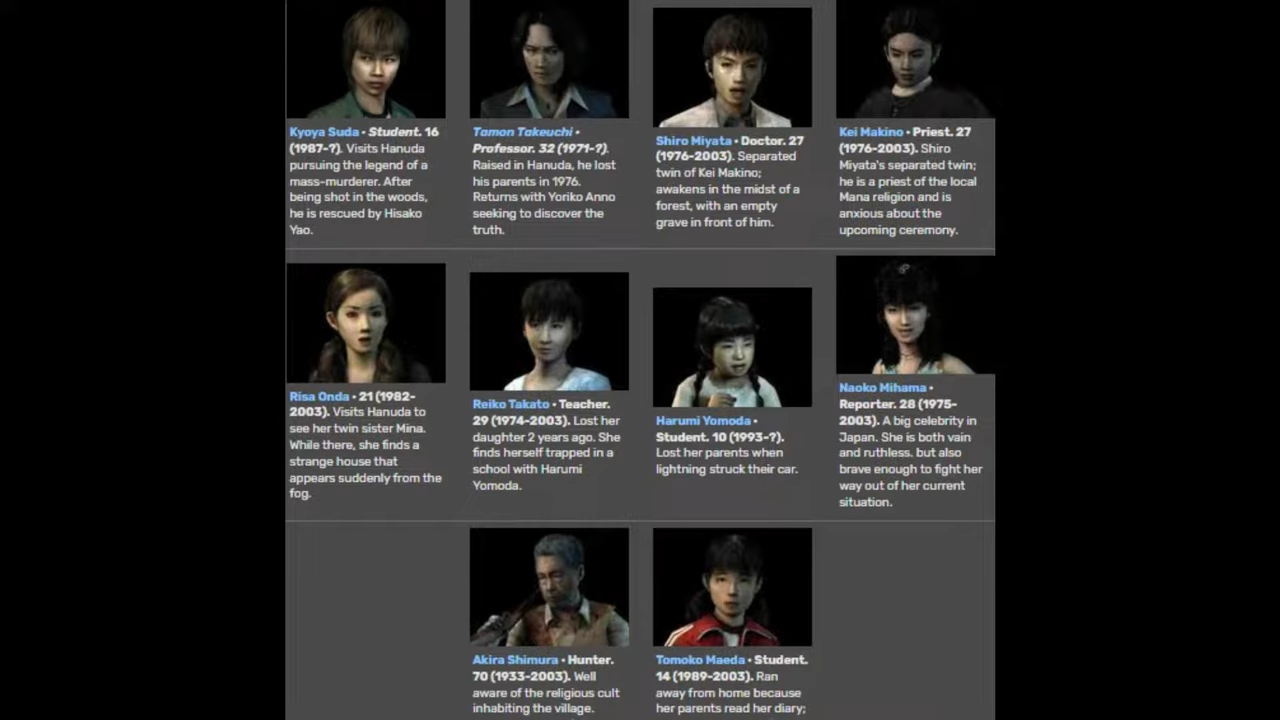 Kyoya Suda • Student. 16
(1987-?). Visits Hanuda
pursuing the legend of a
mass-murderer. After
being shot in the woods,
he is rescued by Hisako
Yao.
Tamon Takeuchi •
Professor. 32 (1971-?).
Raised in Hanuda, he lost
his parents in 1976.
Returns with Yoriko Anno
seeking to discover the
truth.
Shiro Miyata • Doctor. 27
(1976-2003). Separated
twin of Kei Makino;
awakens in the midst of a
forest, with an empty
grave in front of him.
Kei Makino • Priest. 27
(1976-2003). Shiro
Miyata's separated twin;
he is a priest of the local
Mana religion and is
anxious about the
upcoming ceremony.
Risa Onda • 21 (1982-
2003). Visits Hanuda to
see her twin sister Mina.
While there, she finds a
strange house that
appears suddenly from the
fog.
Reiko Takato • Teacher.
29 (1974-2003). Lost her
daughter 2 years ago. She
finds herself trapped in a
school with Harumi
Yomoda.
Harumi Yomoda •
Student. 10 (1993-?).
Lost her parents when
lightning struck their car.
Naoko Mihama •
Reporter. 28 (1975-
2003). A big celebrity in
Japan. She is both vain
and ruthless. but also
brave enough to fight her
way out of her current
situation.
Akira Shimura • Hunter.
70 (1933-2003). Well
aware of the religious cult
inhabiting the village.
Tomoko Maeda • Student.
14 (1989-2003). Ran
away from home because
her parents read her diary;